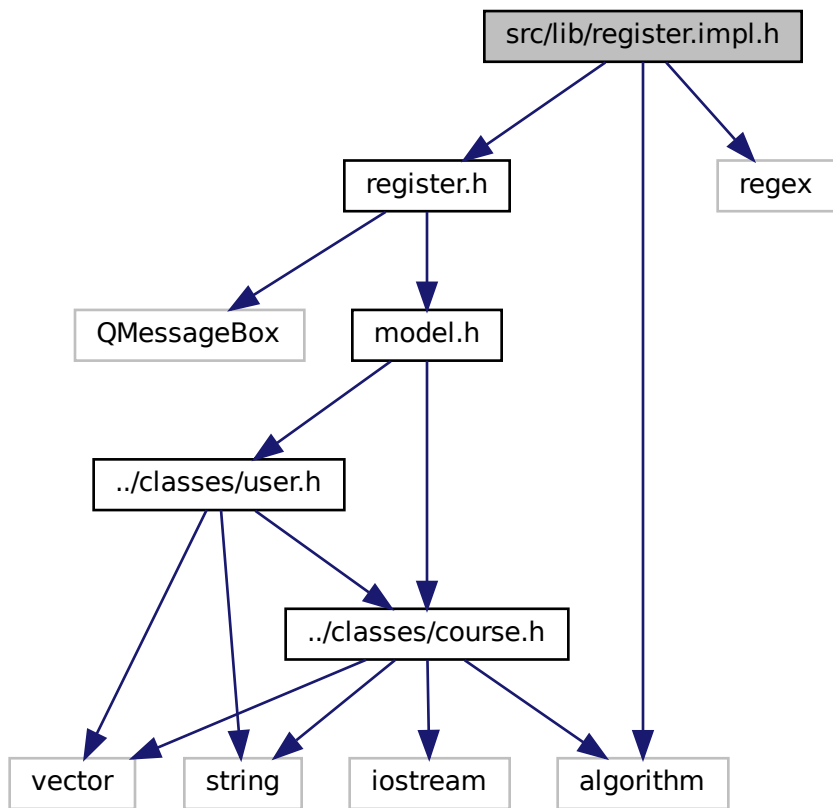 src/lib/register.impl.h
register.h
regex
QMessageBox
model.h
../classes/user.h
../classes/course.h
vector
string
iostream
algorithm